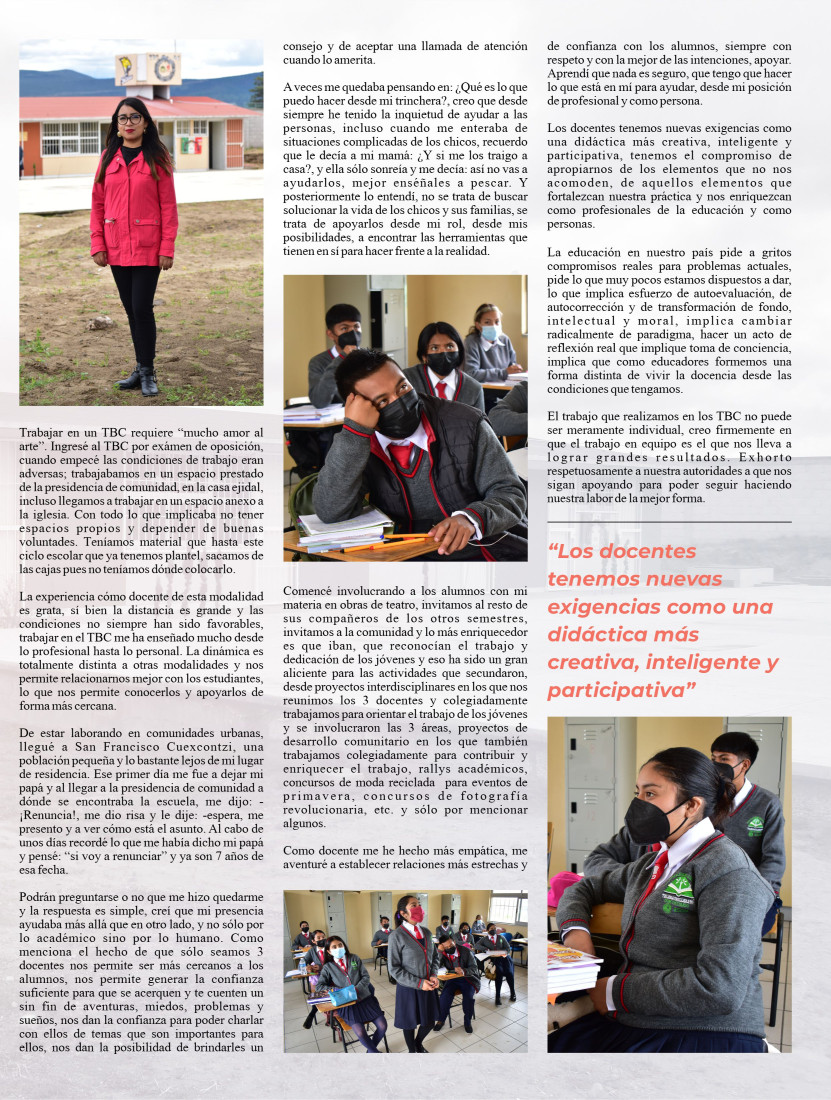 Trabajar en un TBC requiere “mucho amor al
arte”. Ingresé al TBC por exámen de oposición,
cuando empecé las condiciones de trabajo eran
adversas; trabajabamos en un espacio prestado
de la presidencia de comunidad, en la casa ejidal,
incluso llegamos a trabajar en un espacio anexo a
la iglesia. Con todo lo que implicaba no tener
espacios propios y depender de buenas
voluntades. Teníamos material que hasta este
ciclo escolar que ya tenemos plantel, sacamos de
las cajas pues no teníamos dónde colocarlo.
La experiencia cómo docente de esta modalidad
es grata, si bien la distancia es grande y las
condiciones no siempre han sido favorables,
trabajar en el TBC me ha enseñado mucho desde
lo profesional hasta lo personal. La dinámica es
totalmente distinta a otras modalidades y nos
permite relacionarnos mejor con los estudiantes,
lo que nos permite conocerlos y apoyarlos de
forma más cercana.
De estar laborando en comunidades urbanas,
llegué a San Francisco Cuexcontzi, una
población pequeña y lo bastante lejos de mi lugar
de residencia. Ese primer día me fue a dejar mi
papá y al llegar a la presidencia de comunidad a
dónde se encontraba la escuela, me dijo: -
¡Renuncia!, me dio risa y le dije: -espera, me
presento y a ver cómo está el asunto. Al cabo de
unos días recordé lo que me había dicho mi papá
y pensé: “si voy a renunciar” y ya son 7 años de
esa fecha.
Podrán preguntarse o no que me hizo quedarme
y la respuesta es simple, creí que mi presencia
ayudaba más allá que en otro lado, y no sólo por
lo académico sino por lo humano. Como
menciona el hecho de que sólo seamos 3
docentes nos permite ser más cercanos a los
alumnos, nos permite generar la confianza
suficiente para que se acerquen y te cuenten un
sin fin de aventuras, miedos, problemas y
sueños, nos dan la confianza para poder charlar
con ellos de temas que son importantes para
ellos, nos dan la posibilidad de brindarles un
consejo y de aceptar una llamada de atención
cuando lo amerita.
A veces me quedaba pensando en: ¿Qué es lo que
puedo hacer desde mi trinchera?, creo que desde
siempre he tenido la inquietud de ayudar a las
personas, incluso cuando me enteraba de
situaciones complicadas de los chicos, recuerdo
que le decía a mi mamá: ¿Y si me los traigo a
casa?, y ella sólo sonreía y me decía: así no vas a
ayudarlos, mejor enséñales a pescar. Y
posteriormente lo entendí, no se trata de buscar
solucionar la vida de los chicos y sus familias, se
trata de apoyarlos desde mi rol, desde mis
posibilidades, a encontrar las herramientas que
tienen en sí para hacer frente a la realidad.
Comencé involucrando a los alumnos con mi
materia en obras de teatro, invitamos al resto de
sus compañeros de los otros semestres,
invitamos a la comunidad y lo más enriquecedor
es que iban, que reconocían el trabajo y
dedicación de los jóvenes y eso ha sido un gran
aliciente para las actividades que secundaron,
desde proyectos interdisciplinares en los que nos
reunimos los 3 docentes y colegiadamente
trabajamos para orientar el trabajo de los jóvenes
y se involucraron las 3 áreas, proyectos de
desarrollo comunitario en los que también
trabajamos colegiadamente para contribuir y
enriquecer el trabajo, rallys académicos,
concursos de moda reciclada para eventos de
primavera, concursos de fotografía
revolucionaria, etc. y sólo por mencionar
algunos.
Como docente me he hecho más empática, me
aventuré a establecer relaciones más estrechas y
de confianza con los alumnos, siempre con
respeto y con la mejor de las intenciones, apoyar.
Aprendí que nada es seguro, que tengo que hacer
lo que está en mí para ayudar, desde mi posición
de profesional y como persona.
Los docentes tenemos nuevas exigencias como
una didáctica más creativa, inteligente y
participativa, tenemos el compromiso de
apropiarnos de los elementos que no nos
acomoden, de aquellos elementos que
fortalezcan nuestra práctica y nos enriquezcan
como profesionales de la educación y como
personas.
La educación en nuestro país pide a gritos
compromisos reales para problemas actuales,
pide lo que muy pocos estamos dispuestos a dar,
lo que implica esfuerzo de autoevaluación, de
autocorrección y de transformación de fondo,
intelectual y moral, implica cambiar
radicalmente de paradigma, hacer un acto de
reflexión real que implique toma de conciencia,
implica que como educadores formemos una
forma distinta de vivir la docencia desde las
condiciones que tengamos.
El trabajo que realizamos en los TBC no puede
ser meramente individual, creo firmemente en
que el trabajo en equipo es el que nos lleva a
lograr grandes resultados. Exhorto
respetuosamente a nuestra autoridades a que nos
sigan apoyando para poder seguir haciendo
nuestra labor de la mejor forma.
“Los docentes
tenemos nuevas
exigencias como una
didáctica más
creativa, inteligente y
participativa”